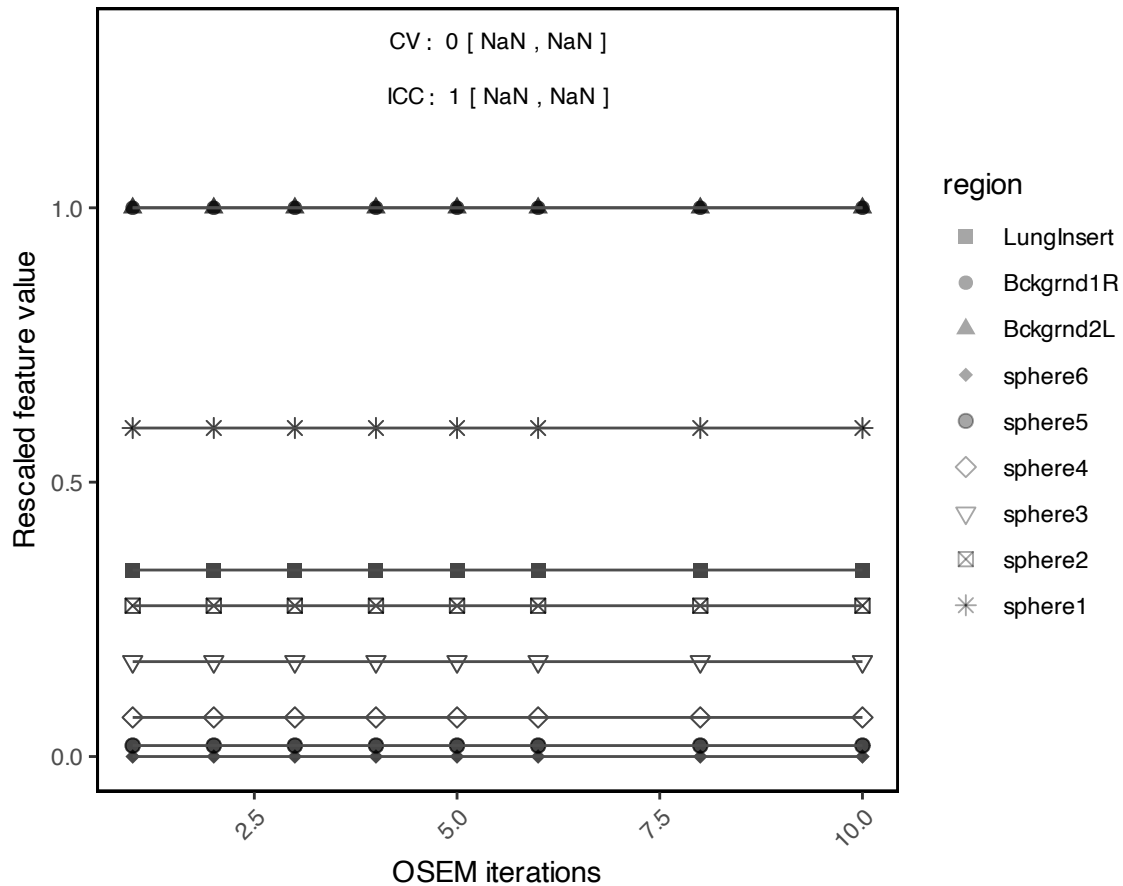 CV : 0 [ NaN , NaN ]
ICC : 1 [ NaN , NaN ]
Rescaled feature value
1.0
0.5
0.0
2.5
5.0
7.5
10.0
OSEM iterations
region
LungInsert
Bckgrnd1R
Bckgrnd2L
sphere6
sphere5
sphere4
sphere3
sphere2
sphere1